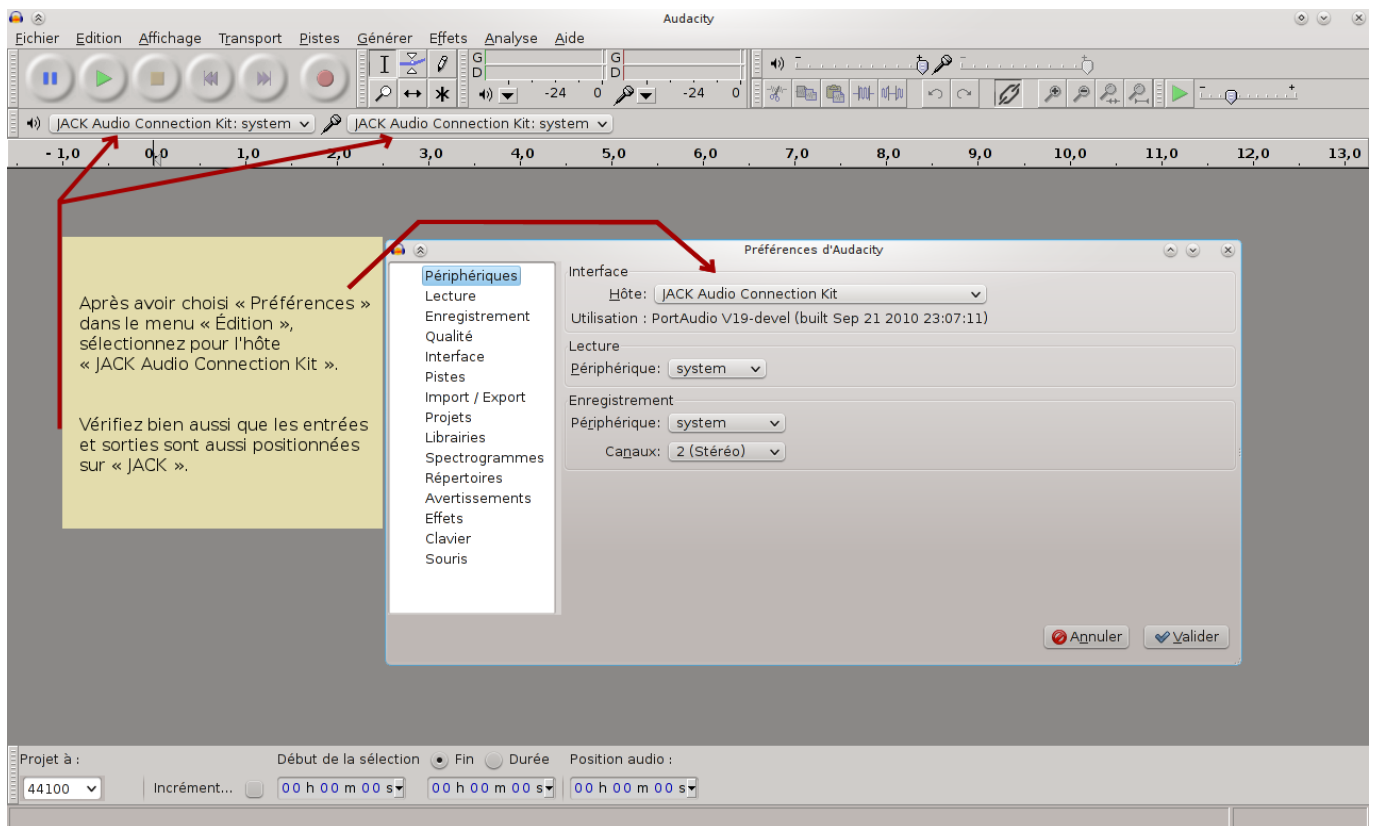 Audacity
Fichier Edition Affichage Transport Pistes Générer Effets Analyse Aide
G
D
-24 0
G
D
-24 0
JACK Audio Connection Kit: system
JACK Audio Connection Kit: system
- 1,0 0,0 1,0 2,0 3,0 4,0 5,0 6,0 7,0 8,0 9,0 10,0 11,0 12,0 13,0
Après avoir choisi « Préférences »
dans le menu « Édition »,
sélectionnez pour l'hôte
« JACK Audio Connection Kit ».
Vérifiez bien aussi que les entrées
et sorties sont aussi positionnées
sur « JACK ».
Préférences d'Audacity
Périphériques
Lecture
Enregistrement
Qualité
Interface
Pistes
Import / Export
Projets
Librairies
Spectrogrammes
Répertoires
Avertissements
Effets
Clavier
Souris
Interface
Hôte: JACK Audio Connection Kit
Utilisation : PortAudio V19-devel (built Sep 21 2010 23:07:11)
Lecture
Périphérique: system
Enregistrement
Périphérique: system
Canaux: 2 (Stéréo)
Annuler Valider
Projet à : Début de la sélection Fin Durée Position audio :
44100 Incrément... 00 h 00 m 00 s 00 h 00 m 00 s 00 h 00 m 00 s